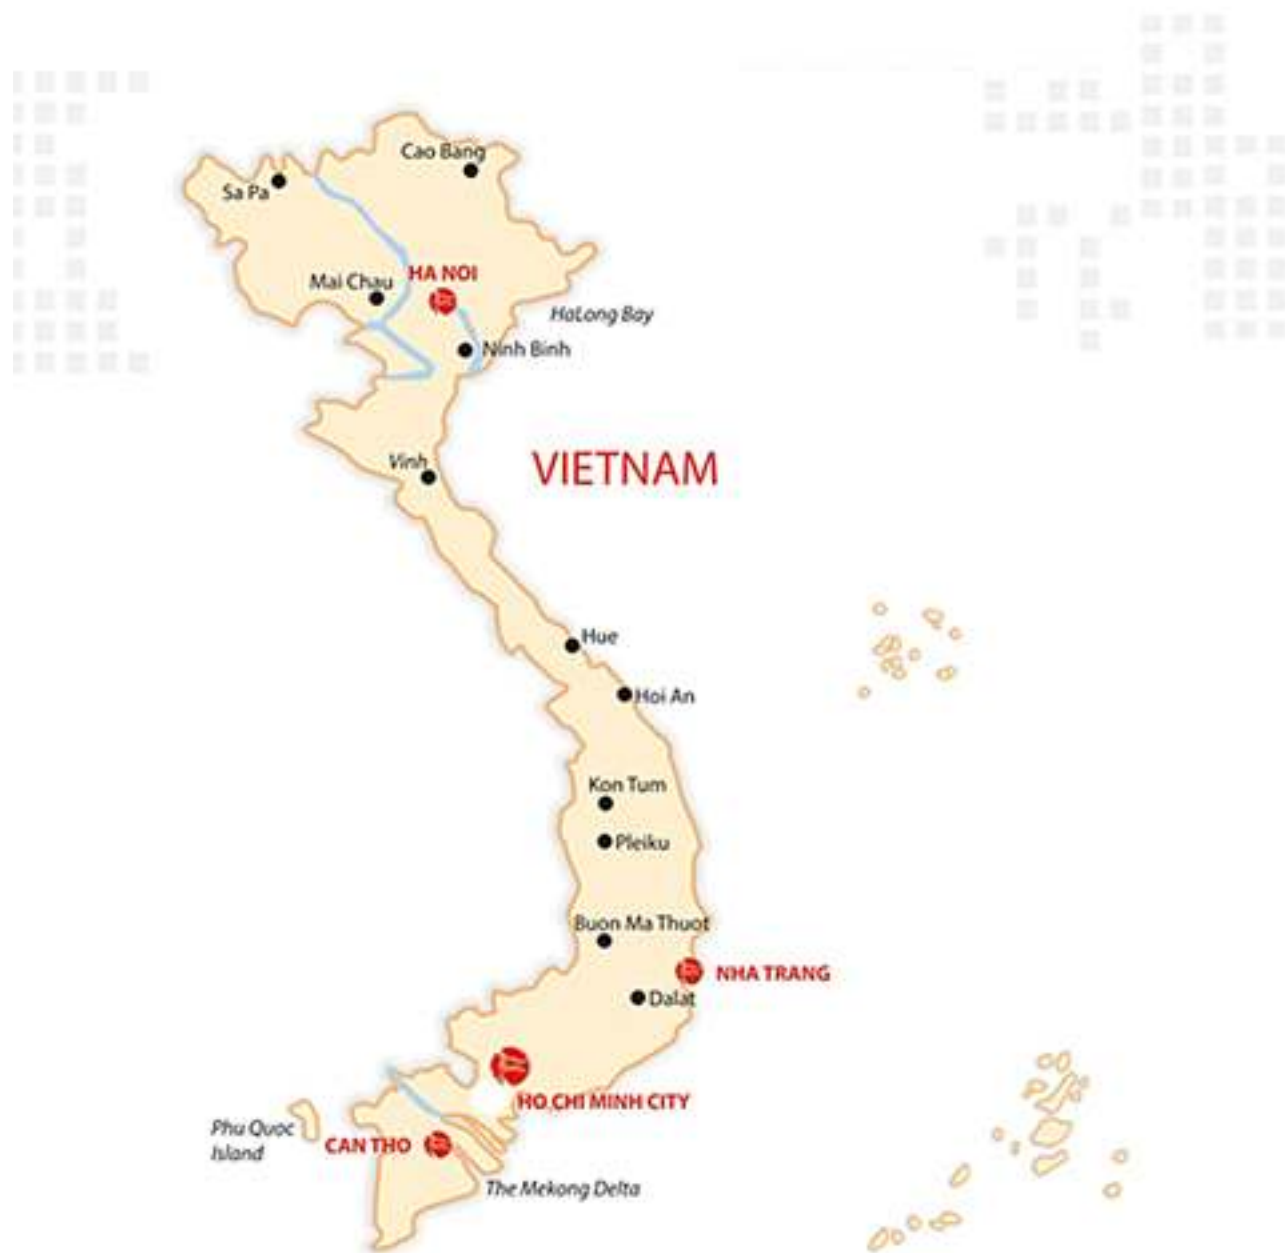 Cao Bang
Sa Pa
HA NOI
Mai Chau
HaLong Bay
Ninh Binh
VIETNAM
Vinh
Hue
Hoi An
Kon Tum
Pleiku
Buon Ma Thuot
NHA TRANG
Dalat
HO CHI MINH CITY
Phu Quoc
Island
CAN THO
The Mekong Delta